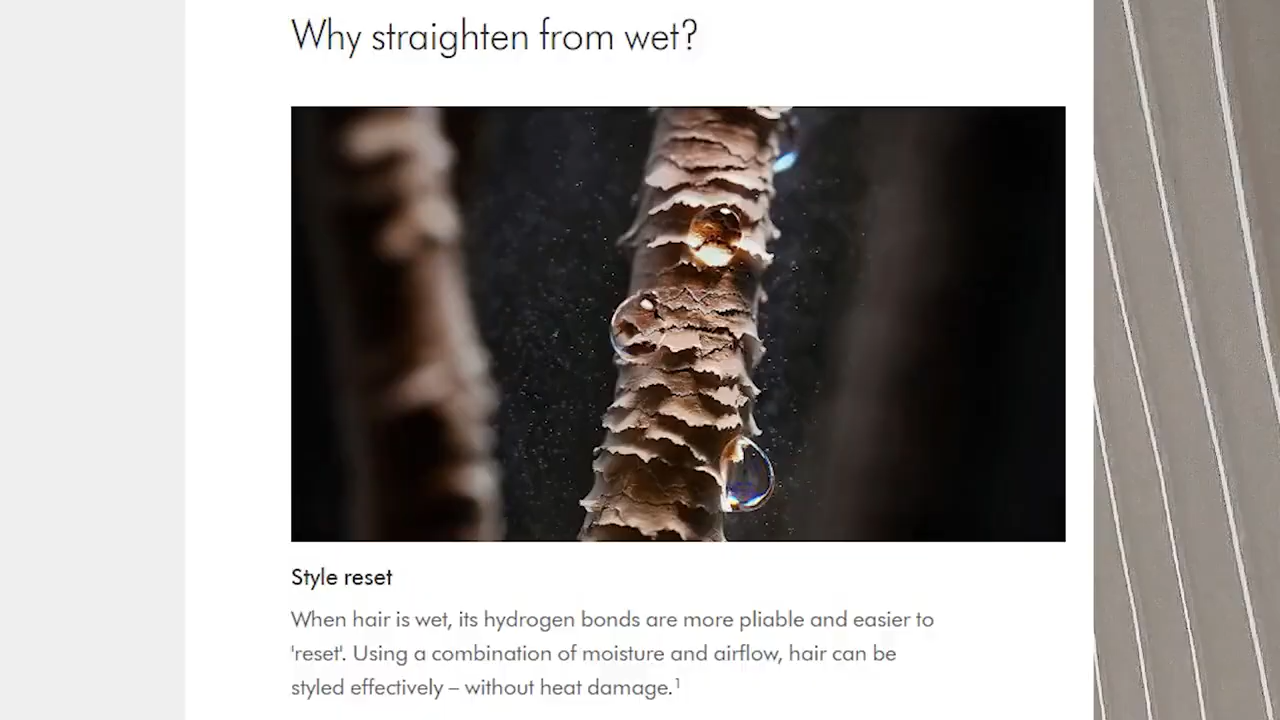 Why straighten from wet?
Style reset
When hair is wet, its hydrogen bonds are more pliable and easier to
'reset'. Using a combination of moisture and airflow, hair can be
styled effectively – without heat damage.¹